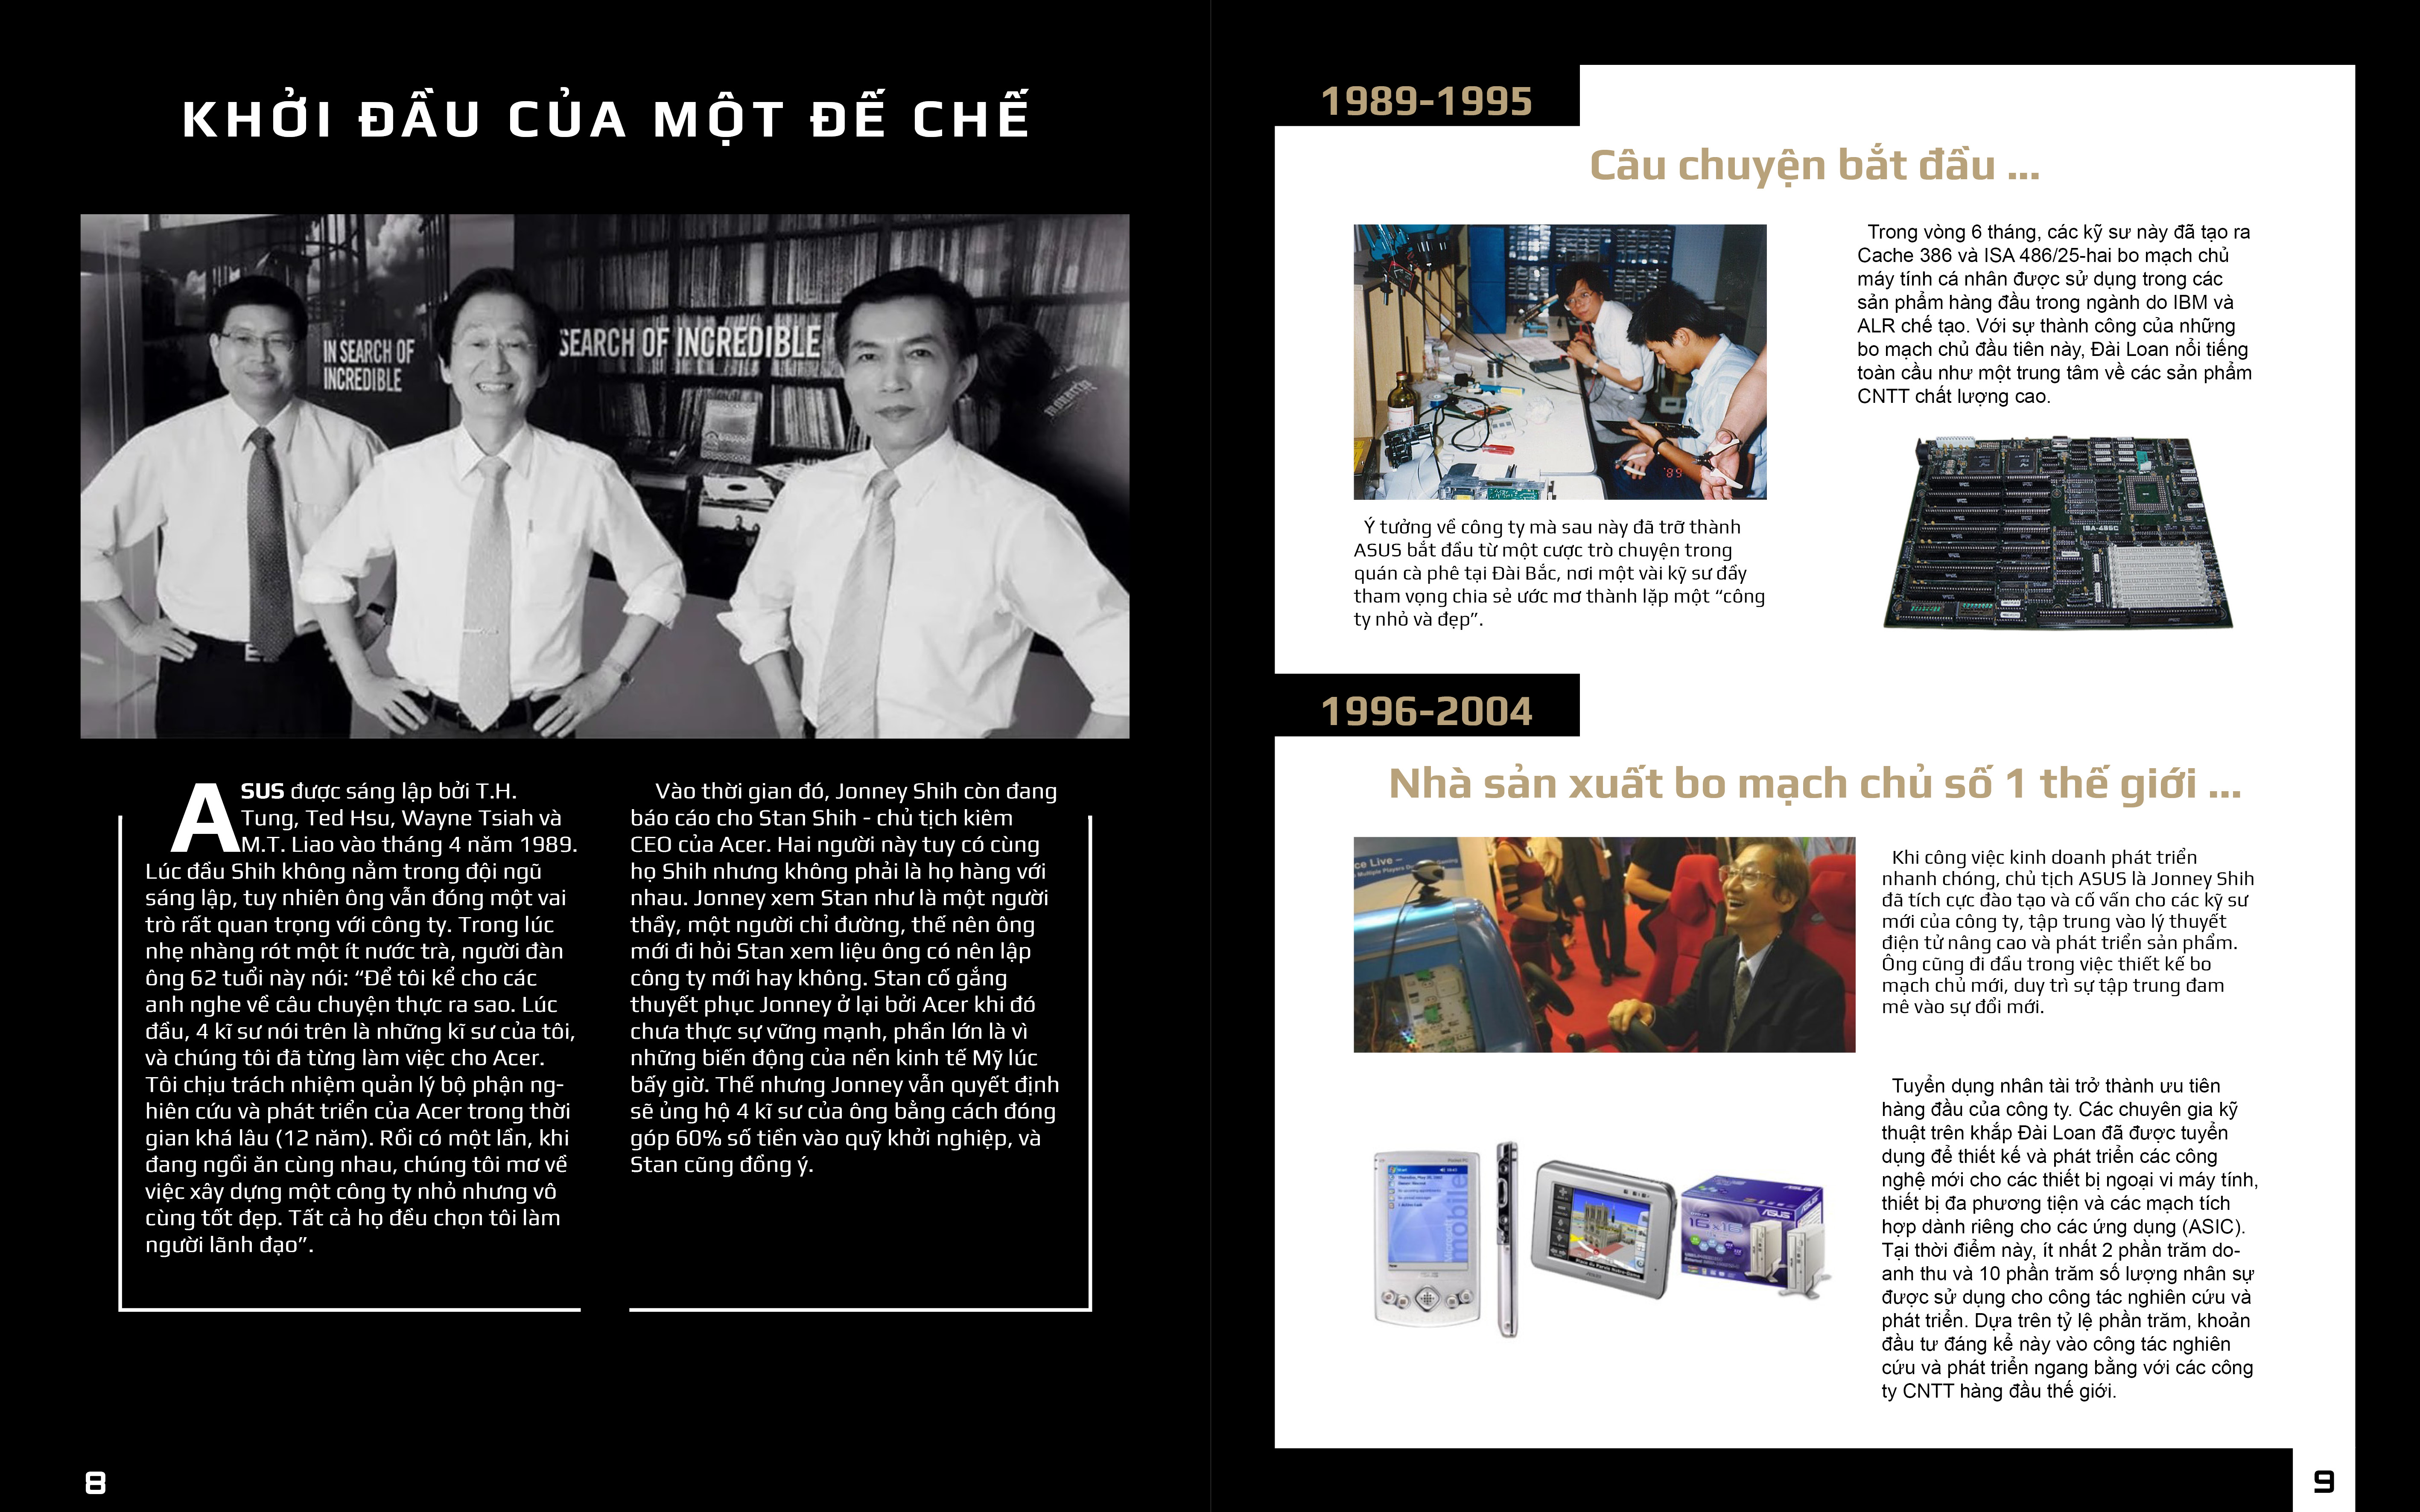 KHỞI ĐẦU CỦA MỘT ĐẾ CHẾ
IN SEARCH OF
INCREDIBLE
SEARCH OF INCREDIBLE
ASUS được sáng lập bởi T.H.
Tung, Ted Hsu, Wayne Tsiah và
M.T. Liao vào tháng 4 năm 1989.
Lúc đầu Shih không nằm trong đội ngũ
sáng lập, tuy nhiên ông vẫn đóng một vai
trò rất quan trọng với công ty. Trong lúc
nhẹ nhàng rót một ít nước trà, người đàn
ông 62 tuổi này nói: “Để tôi kể cho các
anh nghe về câu chuyện thực ra sao. Lúc
đầu, 4 kĩ sư nói trên là những kĩ sư của tôi,
và chúng tôi đã từng làm việc cho Acer.
Tôi chịu trách nhiệm quản lý bộ phận ng-
hiên cứu và phát triển của Acer trong thời
gian khá lâu (12 năm). Rồi có một lần, khi
đang ngồi ăn cùng nhau, chúng tôi mơ về
việc xây dựng một công ty nhỏ nhưng vô
cùng tốt đẹp. Tất cả họ đều chọn tôi làm
người lãnh đạo”.
Vào thời gian đó, Jonney Shih còn đang
báo cáo cho Stan Shih - chủ tịch kiêm
CEO của Acer. Hai người này tuy có cùng
họ Shih nhưng không phải là họ hàng với
nhau. Jonney xem Stan như là một người
thầy, một người chỉ đường, thế nên ông
mới đi hỏi Stan xem liệu ông có nên lập
công ty mới hay không. Stan cố gắng
thuyết phục Jonney ở lại bởi Acer khi đó
chưa thực sự vững mạnh, phần lớn là vì
những biến động của nền kinh tế Mỹ lúc
bấy giờ. Thế nhưng Jonney vẫn quyết định
sẽ ủng hộ 4 kĩ sư của ông bằng cách đóng
góp 60% số tiền vào quỹ khởi nghiệp, và
Stan cũng đồng ý.
8
1989-1995
Câu chuyện bắt đầu ...
'89
Ý tưởng về công ty mà sau này đã trở thành
ASUS bắt đầu từ một cược trò chuyện trong
quán cà phê tại Đài Bắc, nơi một vài kỹ sư đầy
tham vọng chia sẻ ước mơ thành lập một “công
ty nhỏ và đẹp”.
Trong vòng 6 tháng, các kỹ sư này đã tạo ra
Cache 386 và ISA 486/25-hai bo mạch chủ
máy tính cá nhân được sử dụng trong các
sản phẩm hàng đầu trong ngành do IBM và
ALR chế tạo. Với sự thành công của những
bo mạch chủ đầu tiên này, Đài Loan nổi tiếng
toàn cầu như một trung tâm về các sản phẩm
CNTT chất lượng cao.
ISA-486C
1996-2004
Nhà sản xuất bo mạch chủ số 1 thế giới ...
ce Live –
Multiple Players
Khi công việc kinh doanh phát triển
nhanh chóng, chủ tịch ASUS là Jonney Shih
đã tích cực đào tạo và cố vấn cho các kỹ sư
mới của công ty, tập trung vào lý thuyết
điện tử nâng cao và phát triển sản phẩm.
Ông cũng đi đầu trong việc thiết kế bo
mạch chủ mới, duy trì sự tập trung đam
mê vào sự đổi mới.
Tuyển dụng nhân tài trở thành ưu tiên
hàng đầu của công ty. Các chuyên gia kỹ
thuật trên khắp Đài Loan đã được tuyển
dụng để thiết kế và phát triển các công
nghệ mới cho các thiết bị ngoại vi máy tính,
thiết bị đa phương tiện và các mạch tích
hợp dành riêng cho các ứng dụng (ASIC).
Tại thời điểm này, ít nhất 2 phần trăm do-
anh thu và 10 phần trăm số lượng nhân sự
được sử dụng cho công tác nghiên cứu và
phát triển. Dựa trên tỷ lệ phần trăm, khoản
đầu tư đáng kể này vào công tác nghiên
cứu và phát triển ngang bằng với các công
ty CNTT hàng đầu thế giới.
Pocket PC
Microsoft
mobile
ASUS
16x16
ASUS
9